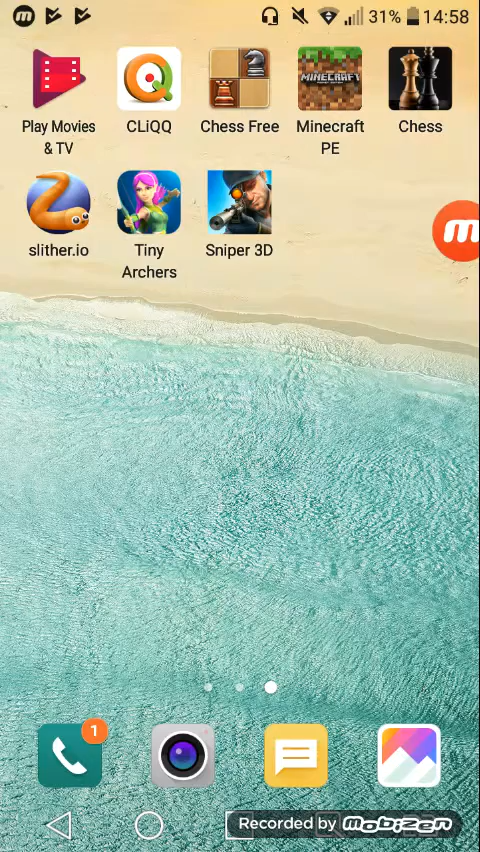 31% 14:58
MINECRAFT
Play Movies & TV
CLiQQ
Chess Free
Minecraft PE
Chess
m
slither.io
Tiny Archers
Sniper 3D
1
Recorded by mobizen